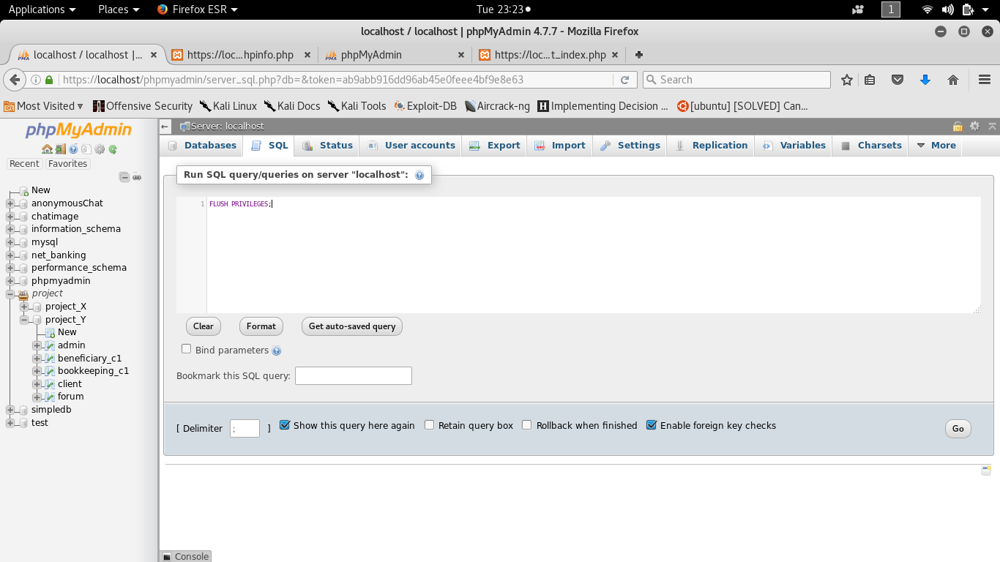 Applications Places Firefox ESR Tue 23:23 1
localhost / localhost | phpMyAdmin 4.7.7 - Mozilla Firefox
localhost / localhost |... https://loc...hpinfo.php phpMyAdmin https://loc...t_index.php
https://localhost/phpmyadmin/server_sql.php?db=&token=ab9abb916dd96ab45e0feee4bf9e8e63 Search
Most Visited Offensive Security Kali Linux Kali Docs Kali Tools Exploit-DB Aircrack-ng Implementing Decision ... [ubuntu] [SOLVED] Can...
phpMyAdmin
Recent Favorites
New
anonymousChat
chatimage
information_schema
mysql
net_banking
performance_schema
phpmyadmin
project
project_X
project_Y
New
admin
beneficiary_c1
bookkeeping_c1
client
forum
simpledb
test
Server: localhost
Databases SQL Status User accounts Export Import Settings Replication Variables Charsets More
Run SQL query/queries on server "localhost":
1 FLUSH PRIVILEGES;
Clear Format Get auto-saved query
Bind parameters
Bookmark this SQL query:
[ Delimiter ; ] Show this query here again Retain query box Rollback when finished Enable foreign key checks Go
Console